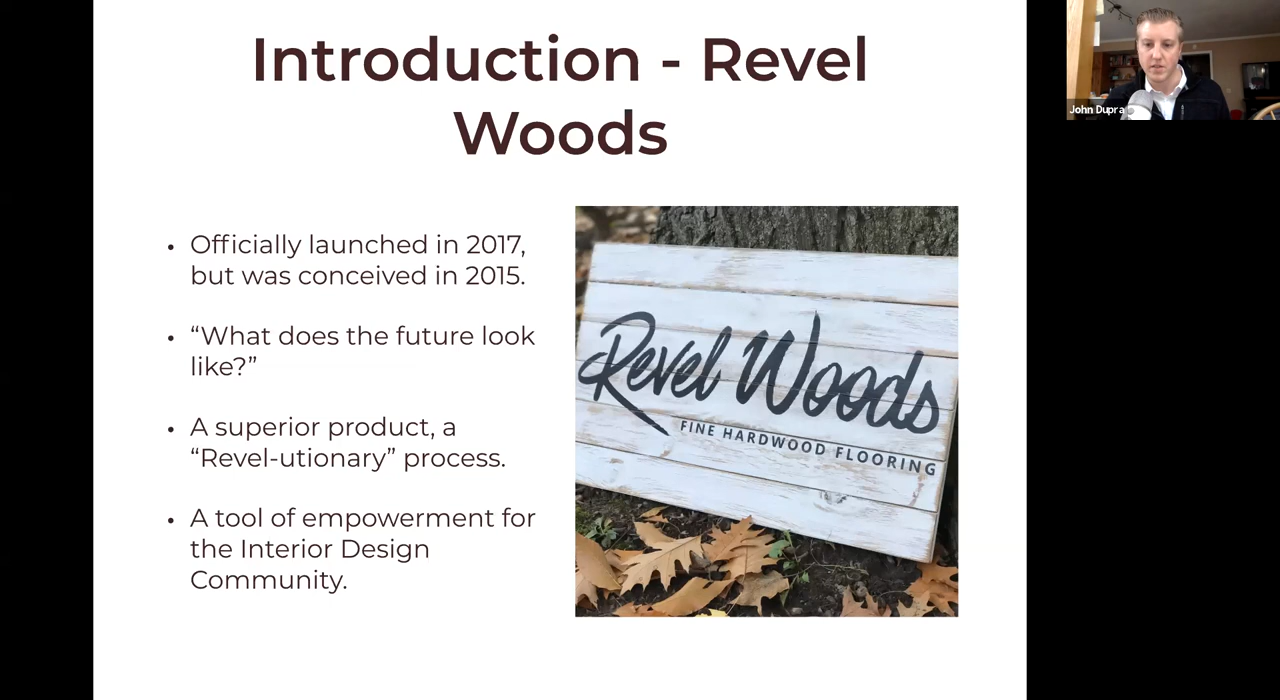 Introduction - Revel
Woods
• Officially launched in 2017,
but was conceived in 2015.
• “What does the future look
like?”
• A superior product, a
“Revel-utionary” process.
• A tool of empowerment for
the Interior Design
Community.
Revel Woods
FINE HARDWOOD FLOORING
John Dupra